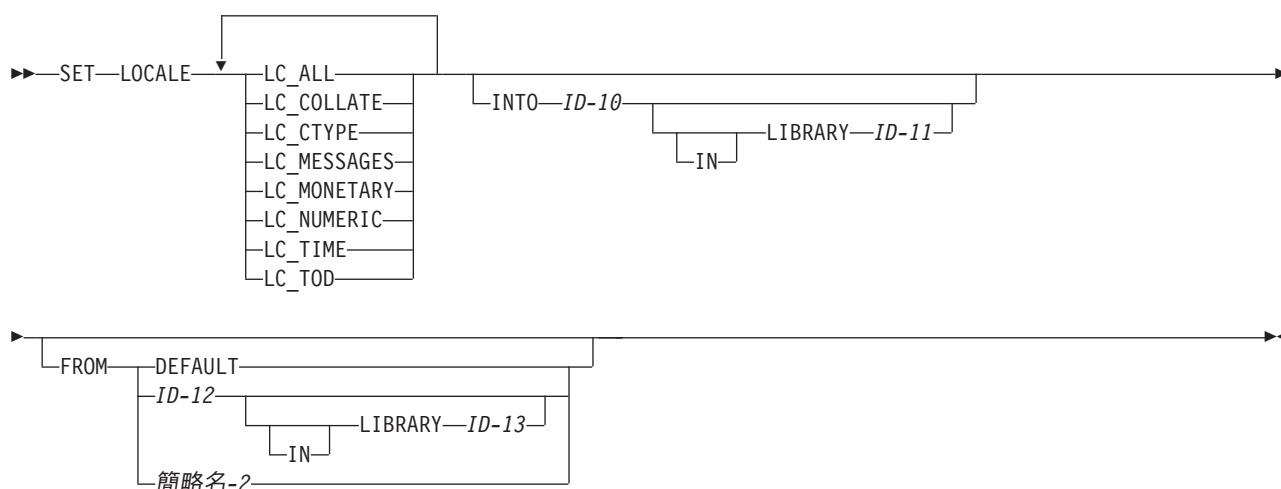 SET LOCALE LC_ALL
LC_COLLATE
LC_CTYPE
LC_MESSAGES
LC_MONETARY
LC_NUMERIC
LC_TIME
LC_TOD
INTO ID-10
LIBRARY ID-11
IN
FROM DEFAULT
ID-12
LIBRARY ID-13
IN
簡略名-2